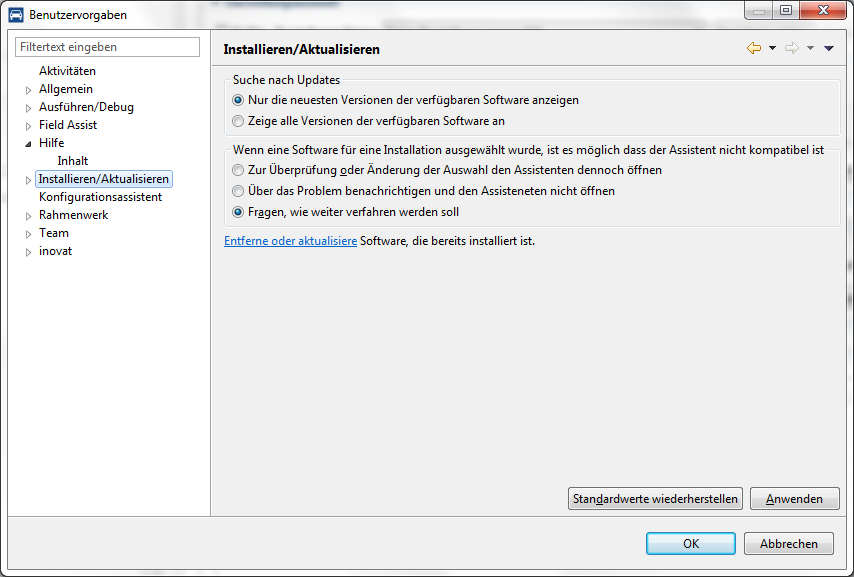 Benutzervorgaben
Filtertext eingeben
Aktivitäten
Allgemein
Ausführen/Debug
Field Assist
Hilfe
Inhalt
Installieren/Aktualisieren
Konfigurationsassistent
Rahmenwerk
Team
inovat
Installieren/Aktualisieren
Suche nach Updates
Nur die neuesten Versionen der verfügbaren Software anzeigen
Zeige alle Versionen der verfügbaren Software an
Wenn eine Software für eine Installation ausgewählt wurde, ist es möglich dass der Assistent nicht kompatibel ist
Zur Überprüfung oder Änderung der Auswahl den Assistenten dennoch öffnen
Über das Problem benachrichtigen und den Assisteneten nicht öffnen
Fragen, wie weiter verfahren werden soll
Entferne oder aktualisiere Software, die bereits installiert ist.
Standardwerte wiederherstellen
Anwenden
OK
Abbrechen